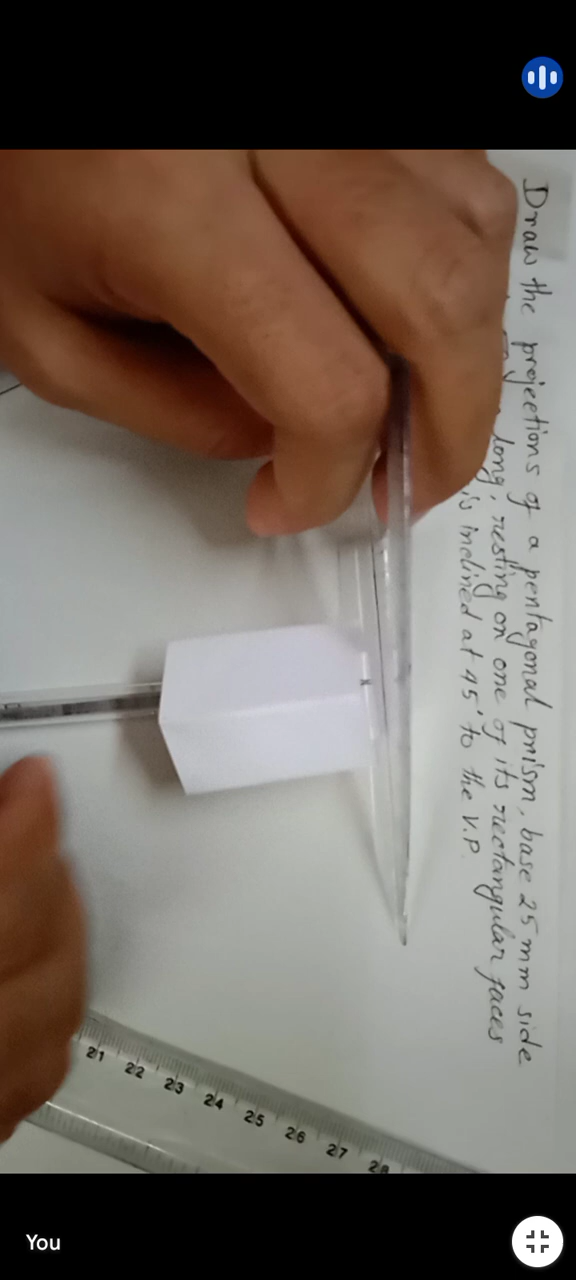 Draw the projections of a pentagonal prism, base 25 mm side
long, resting on one of its rectangular faces
is inclined at 45° to the V.P.
21 22 23 24 25 26 27 28
You